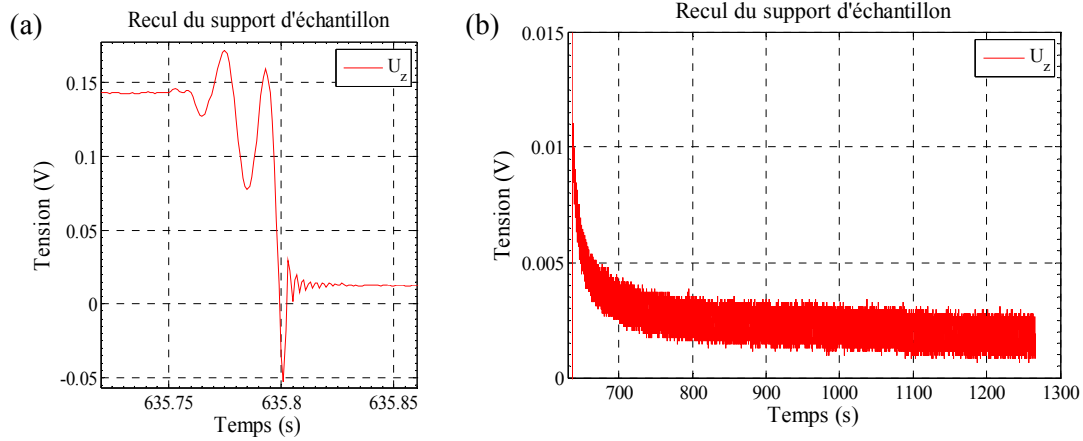 (a)
Recul du support d'échantillon
U_z
Tension (V)
0.15
0.1
0.05
0
-0.05
635.75
635.8
635.85
Temps (s)
(b)
Recul du support d'échantillon
U_z
Tension (V)
0.015
0.01
0.005
0
700
800
900
1000
1100
1200
1300
Temps (s)